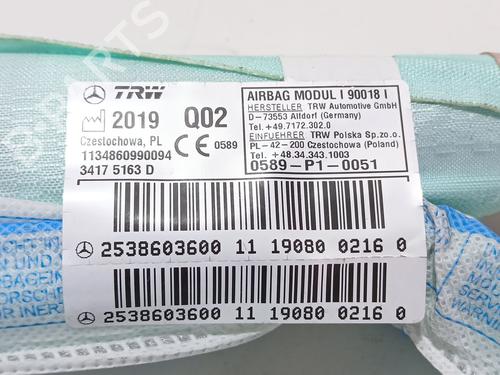 TRW
2019 Q02
Czestochowa, PL
0589
1134860990094
3417 5163 D
AIRBAG MODUL I 90018 I
HERSTELLER TRW Automotive GmbH
D-73553 Alfdorf (Germany)
Tel.+49.7172.302.0
EINFUEHRER TRW Polska Sp.zo.o.
PL-42-200 Czestochowa (Poland)
Tel.+48.34.343.1003
0589-P1-0051
2538603600 11 19080 0216 0
2538603600 11 19080 0216 0